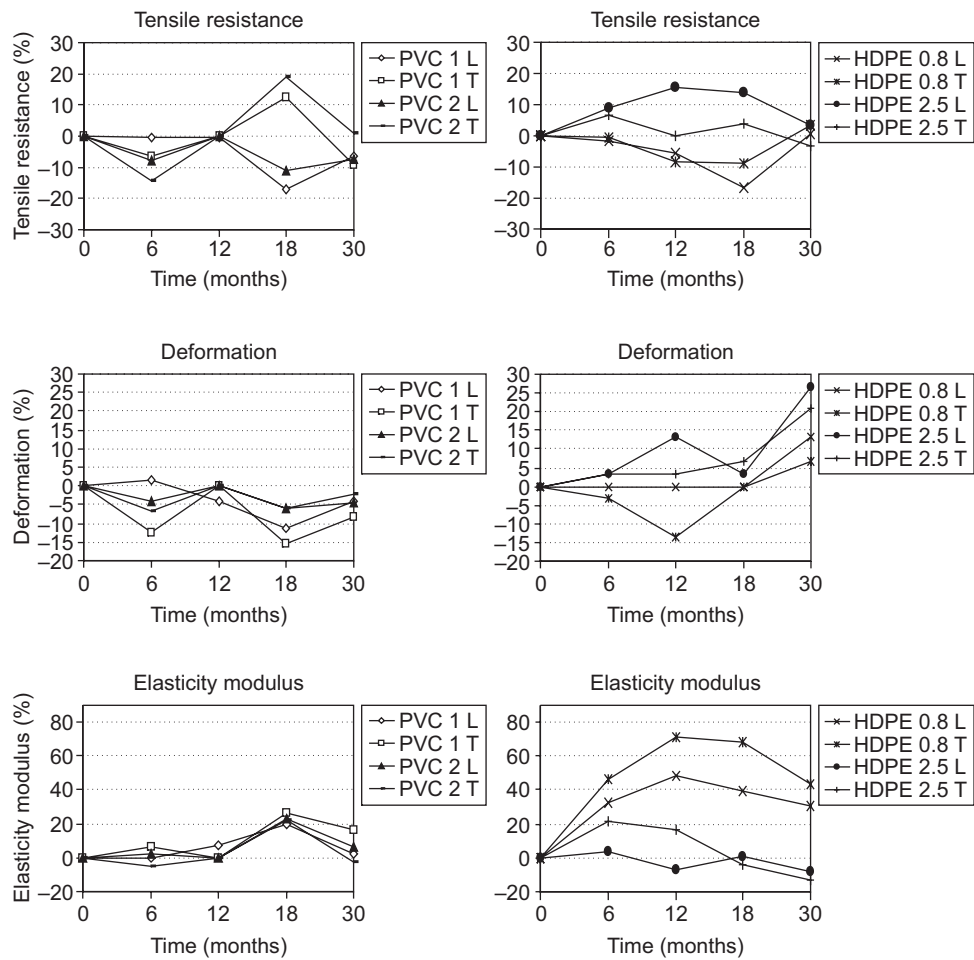 Tensile resistance
Tensile resistance (%)
30
20
10
0
–10
–20
–30
0 6 12 18 30
Time (months)
PVC 1 L
PVC 1 T
PVC 2 L
PVC 2 T
Tensile resistance
30
20
10
0
–10
–20
–30
0 6 12 18 30
Time (months)
HDPE 0.8 L
HDPE 0.8 T
HDPE 2.5 L
HDPE 2.5 T
Deformation
Deformation (%)
30
25
20
15
10
5
0
–5
–10
–15
–20
0 6 12 18 30
Time (months)
PVC 1 L
PVC 1 T
PVC 2 L
PVC 2 T
Deformation
30
25
20
15
10
5
0
–5
–10
–15
–20
0 6 12 18 30
Time (months)
HDPE 0.8 L
HDPE 0.8 T
HDPE 2.5 L
HDPE 2.5 T
Elasticity modulus
Elasticity modulus (%)
80
60
40
20
0
–20
0 6 12 18 30
Time (months)
PVC 1 L
PVC 1 T
PVC 2 L
PVC 2 T
Elasticity modulus
80
60
40
20
0
–20
0 6 12 18 30
Time (months)
HDPE 0.8 L
HDPE 0.8 T
HDPE 2.5 L
HDPE 2.5 T